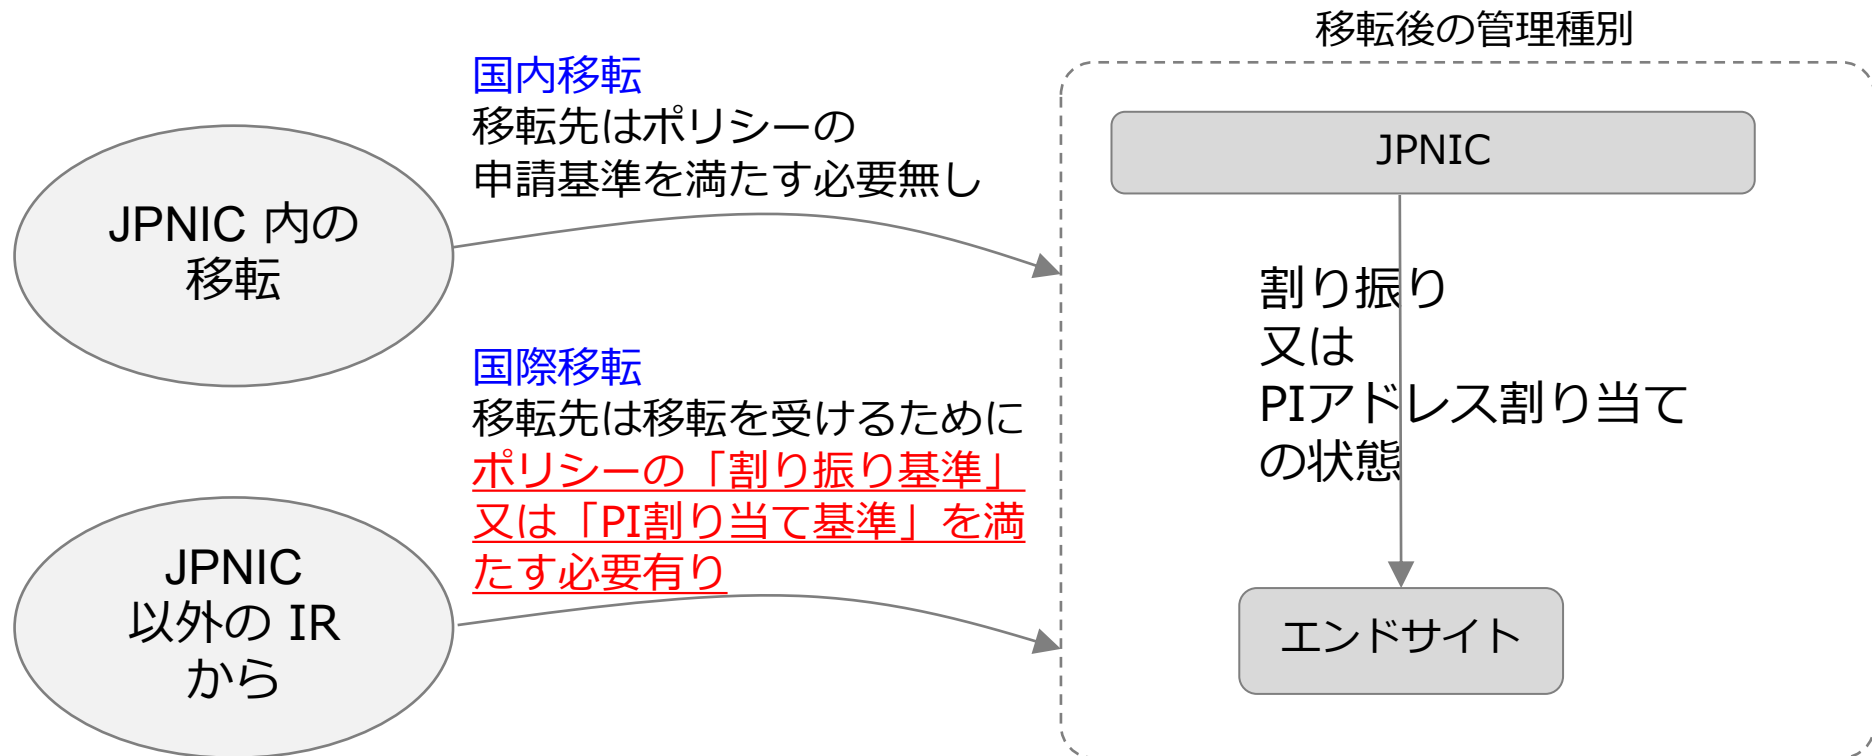 移転後の管理種別
国内移転
移転先はポリシーの
申請基準を満たす必要無し
JPNIC 内の
移転
JPNIC
割り振り
又は
PIアドレス割り当て
の状態
国際移転
移転先は移転を受けるために
ポリシーの「割り振り基準」
又は「PI割り当て基準」を満
たす必要有り
JPNIC
以外の IR
から
エンドサイト